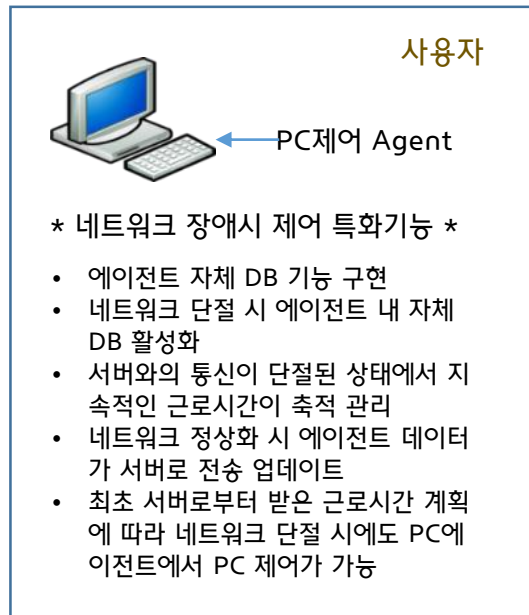 사용자
PC제어 Agent
* 네트워크 장애시 제어 특화기능 *
• 에이전트 자체 DB 기능 구현
• 네트워크 단절 시 에이전트 내 자체
DB 활성화
• 서버와의 통신이 단절된 상태에서 지
속적인 근로시간이 축적 관리
• 네트워크 정상화 시 에이전트 데이터
가 서버로 전송 업데이트
• 최초 서버로부터 받은 근로시간 계획
에 따라 네트워크 단절 시에도 PC에
이전트에서 PC 제어가 가능